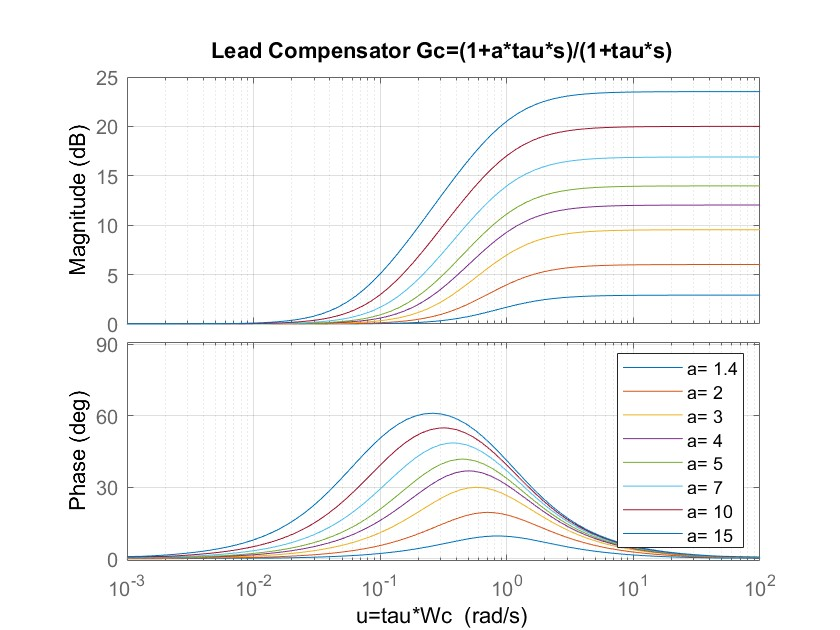 Lead Compensator Gc=(1+a*tau*s)/(1+tau*s)
25
20
15
10
5
0
Magnitude (dB)
90
60
30
0
Phase (deg)
a= 1.4
a= 2
a= 3
a= 4
a= 5
a= 7
a= 10
a= 15
10-3
10-2
10-1
100
101
102
u=tau*Wc (rad/s)